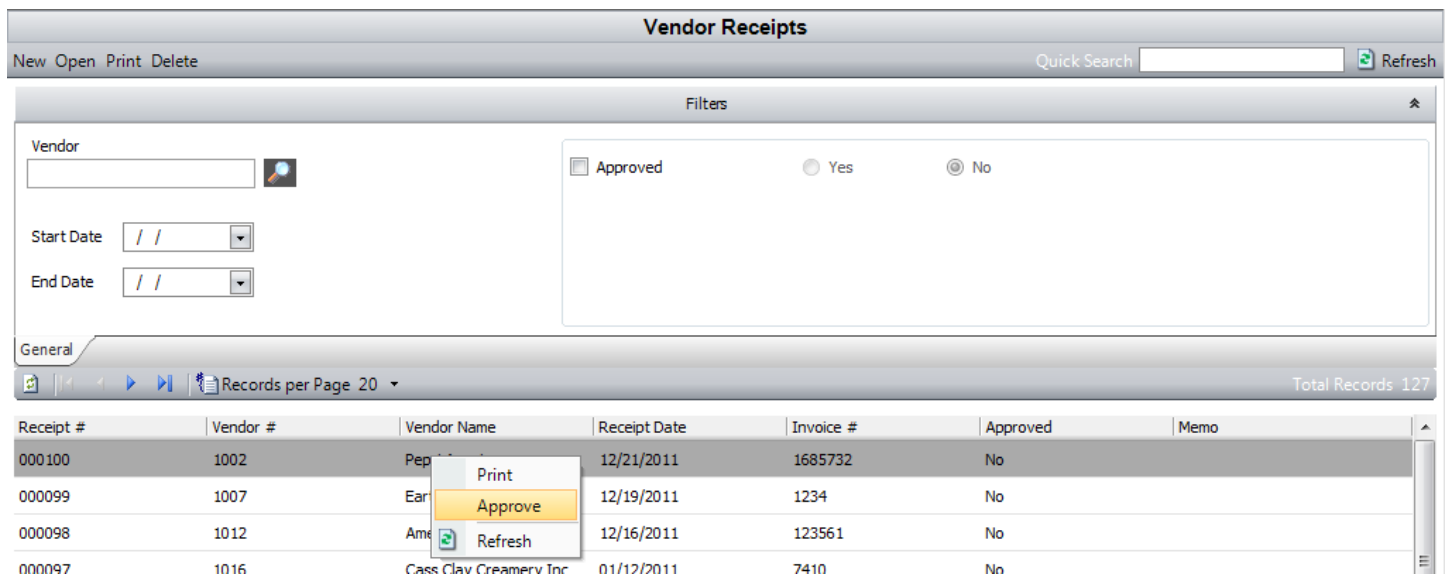 Vendor Receipts
New Open Print Delete Quick Search Refresh
Filters
Vendor
Approved Yes No
Start Date / /
End Date / /
General
Records per Page 20 Total Records 127
Receipt # Vendor # Vendor Name Receipt Date Invoice # Approved Memo
000100 1002 12/21/2011 1685732 No
Print
000099 1007 12/19/2011 1234 No
Approve
000098 1012 12/16/2011 123561 No
Refresh
000097 1016 Cass Clay Creamery Inc 01/12/2011 7410 No